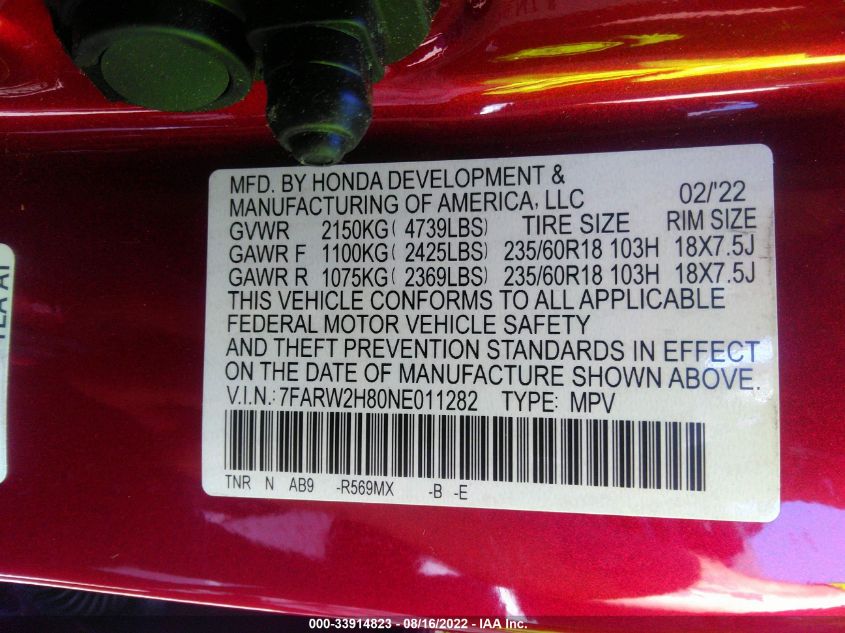 MFD. BY HONDA DEVELOPMENT &
MANUFACTURING OF AMERICA, LLC 02/'22
GVWR 2150KG( 4739LBS) TIRE SIZE RIM SIZE
GAWR F 1100KG( 2425LBS) 235/60R18 103H 18X7.5J
GAWR R 1075KG( 2369LBS) 235/60R18 103H 18X7.5J
THIS VEHICLE CONFORMS TO ALL APPLICABLE
FEDERAL MOTOR VEHICLE SAFETY
AND THEFT PREVENTION STANDARDS IN EFFECT
ON THE DATE OF MANUFACTURE SHOWN ABOVE.
V.I.N.: 7FARW2H80NE011282 TYPE: MPV
TNR N AB9 -R569MX -B -E
000-33914823 - 08/16/2022 - IAA Inc.